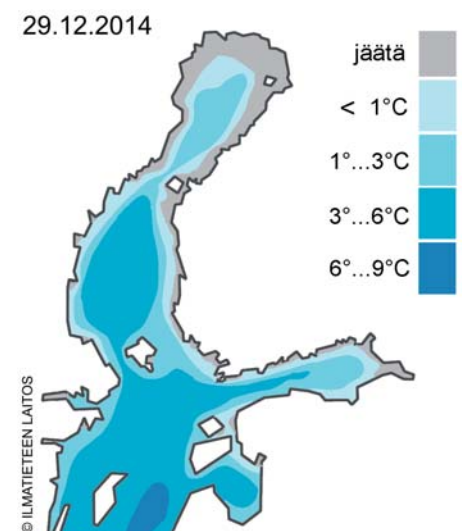 29.12.2014
jäätä
< 1°C
1°...3°C
3°...6°C
6°...9°C
© ILMATIETEEN LAITOS